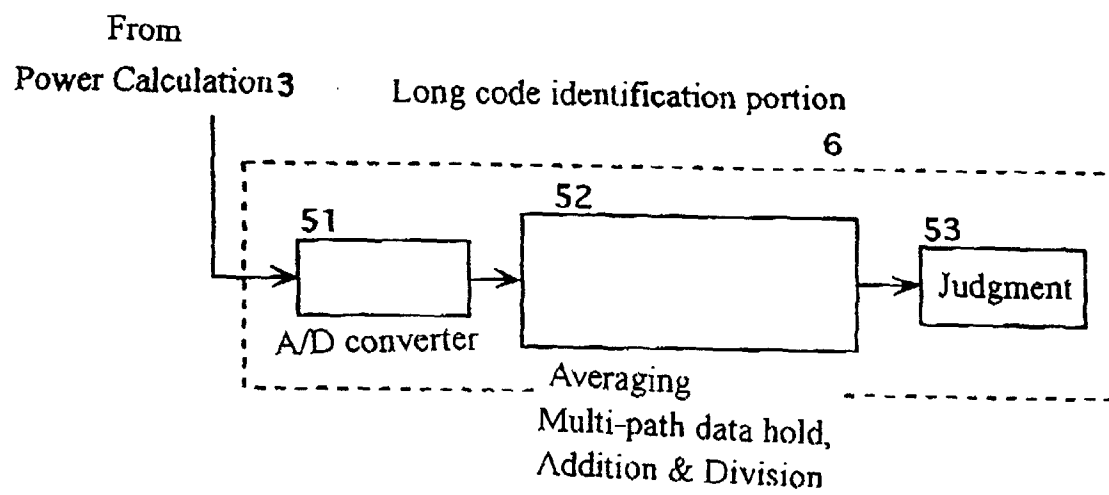 From
Power Calculation 3
Long code identification portion
6
51
52
53
Judgment
A/D converter
Averaging
Multi-path data hold,
Addition & Division